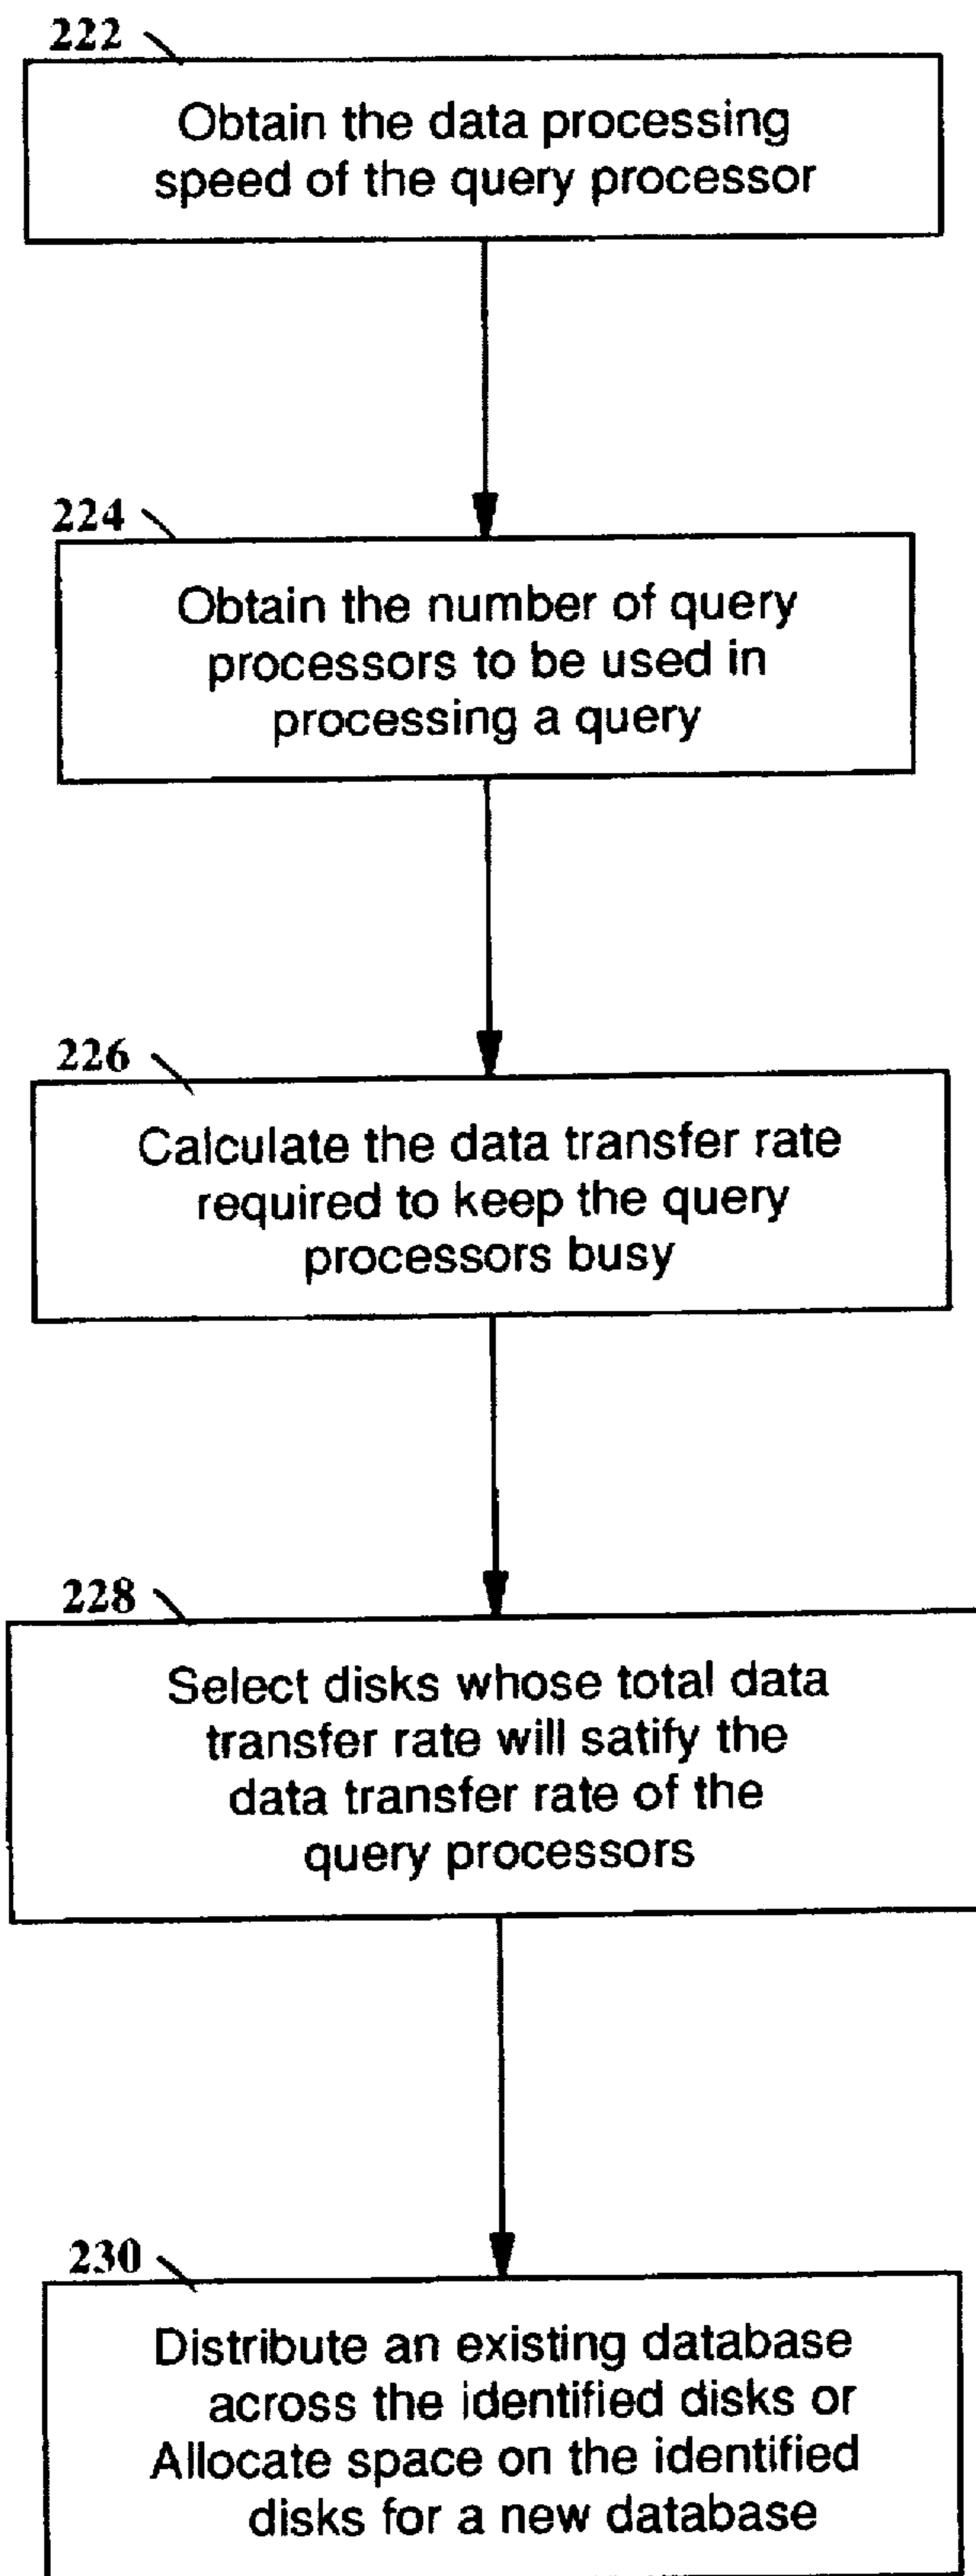 222
Obtain the data processing
speed of the query processor
224
Obtain the number of query
processors to be used in
processing a query
226
Calculate the data transfer rate
required to keep the query
processors busy
228
Select disks whose total data
transfer rate will satify the
data transfer rate of the
query processors
230
Distribute an existing database
across the identified disks or
Allocate space on the identified
disks for a new database